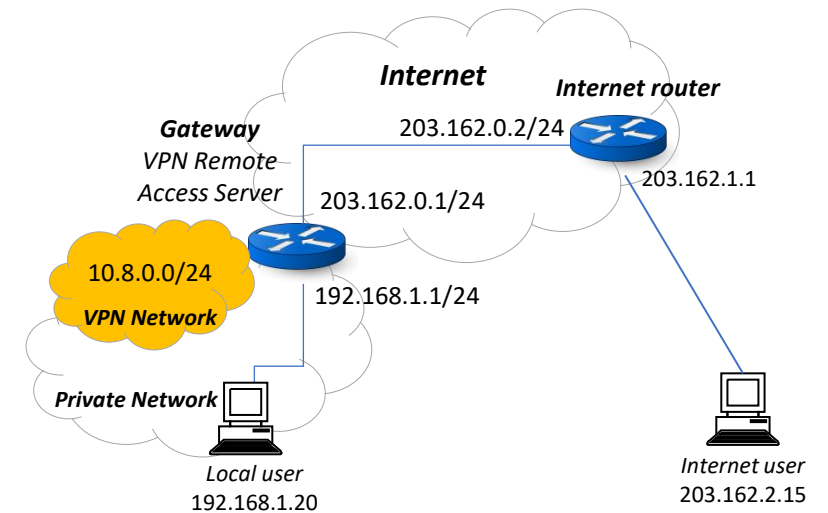 Internet
Internet router
Gateway
VPN Remote
Access Server
203.162.0.2/24
203.162.1.1
203.162.0.1/24
10.8.0.0/24
VPN Network
192.168.1.1/24
Private Network
Local user
192.168.1.20
Internet user
203.162.2.15